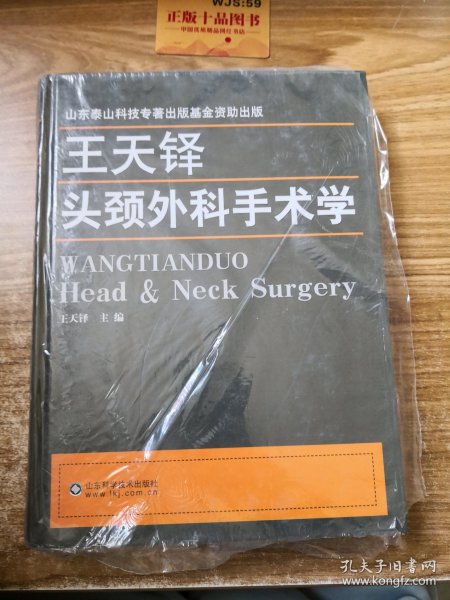 WJS:59
正版十品图书
山东泰山科技专著出版基金资助出版
王天铎
头颈外科手术学
WANGTIANDUO
Head & Neck Surgery
王天铎 主编
山东科学技术出版社
www.lkj.com.cn
孔夫子旧书网
www.kongfz.com